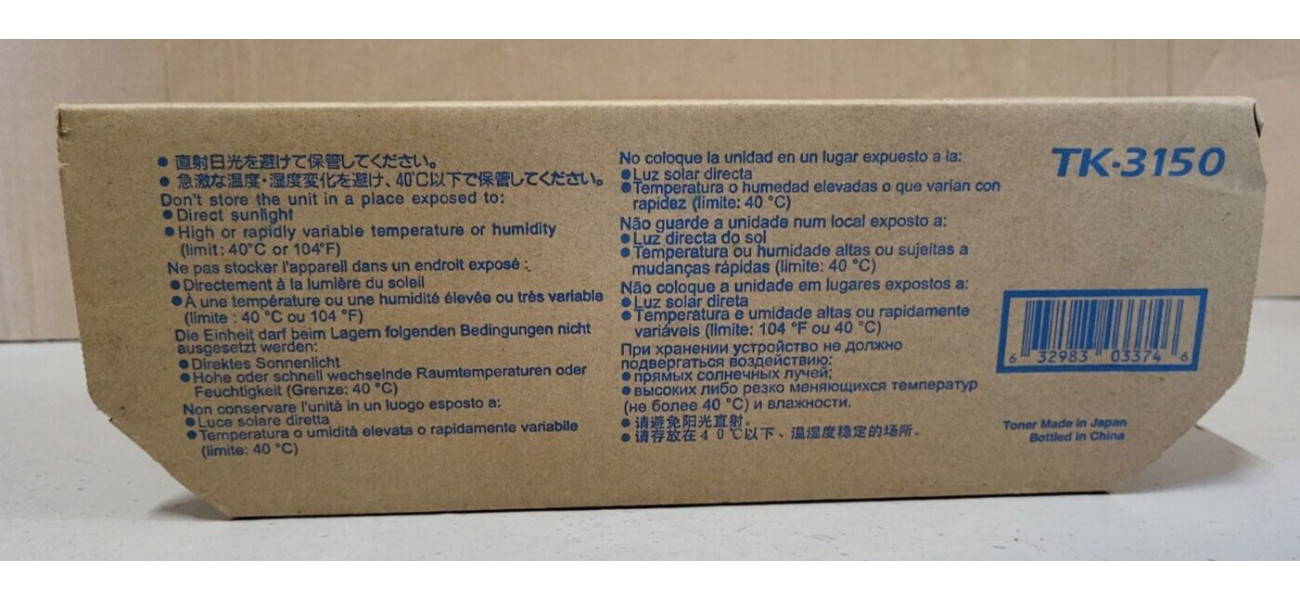 ● 直射日光を避けて保管してください。
● 急激な温度・湿度変化を避け、40℃以下で保管してください。
Don't store the unit in a place exposed to:
● Direct sunlight
● High or rapidly variable temperature or humidity
(limit: 40°C or 104°F)
Ne pas stocker l'appareil dans un endroit exposé :
● Directement à la lumière du soleil
● À une température ou une humidité élevée ou très variable
(limite : 40 °C ou 104 °F)
Die Einheit darf beim Lagern folgenden Bedingungen nicht
ausgesetzt werden:
● Direktes Sonnenlicht
● Hohe oder schnell wechselnde Raumtemperaturen oder
Feuchtigkeit (Grenze: 40 °C)
Non conservare l'unità in un luogo esposto a:
● Luce solare diretta
● Temperatura o umidità elevata o rapidamente variabile
(limite: 40 °C)
No coloque la unidad en un lugar expuesto a la:
● Luz solar directa
● Temperatura o humedad elevadas o que varían con
rapidez (límite: 40 °C)
Não guarde a unidade num local exposto a:
● Luz directa do sol
● Temperatura ou humidade altas ou sujeitas a
mudanças rápidas (limite: 40 °C)
Não coloque a unidade em lugares expostos a:
● Luz solar direta
● Temperatura e umidade altas ou rapidamente
variáveis (limite: 104 °F ou 40 °C)
При хранении устройство не должно
подвергаться воздействию:
● прямых солнечных лучей;
● высоких либо резко меняющихся температур
(не более 40 °C) и влажности.
● 请避免阳光直射。
● 请存放在40℃以下、温湿度稳定的场所。
TK-3150
6 32983 03374 6
Toner Made in Japan
Bottled in China